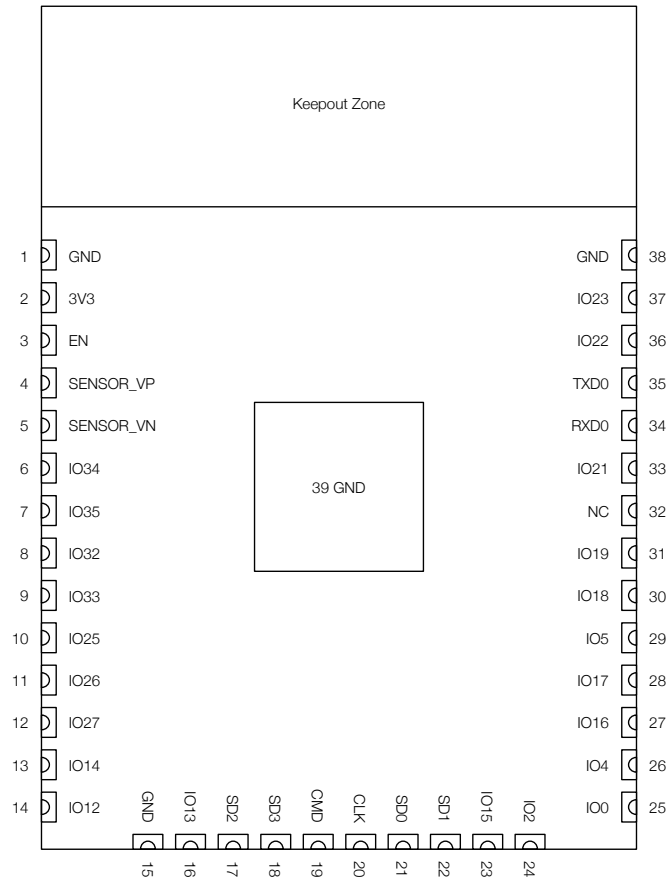 Keepout Zone
1 GND
2 3V3
3 EN
4 SENSOR_VP
5 SENSOR_VN
6 IO34
7 IO35
8 IO32
9 IO33
10 IO25
11 IO26
12 IO27
13 IO14
14 IO12
39 GND
GND 38
IO23 37
IO22 36
TXD0 35
RXD0 34
IO21 33
NC 32
IO19 31
IO18 30
IO5 29
IO17 28
IO16 27
IO4 26
IO0 25
GND 15
IO13 16
SD2 17
SD3 18
CMD 19
CLK 20
SD0 21
SD1 22
IO15 23
IO2 24